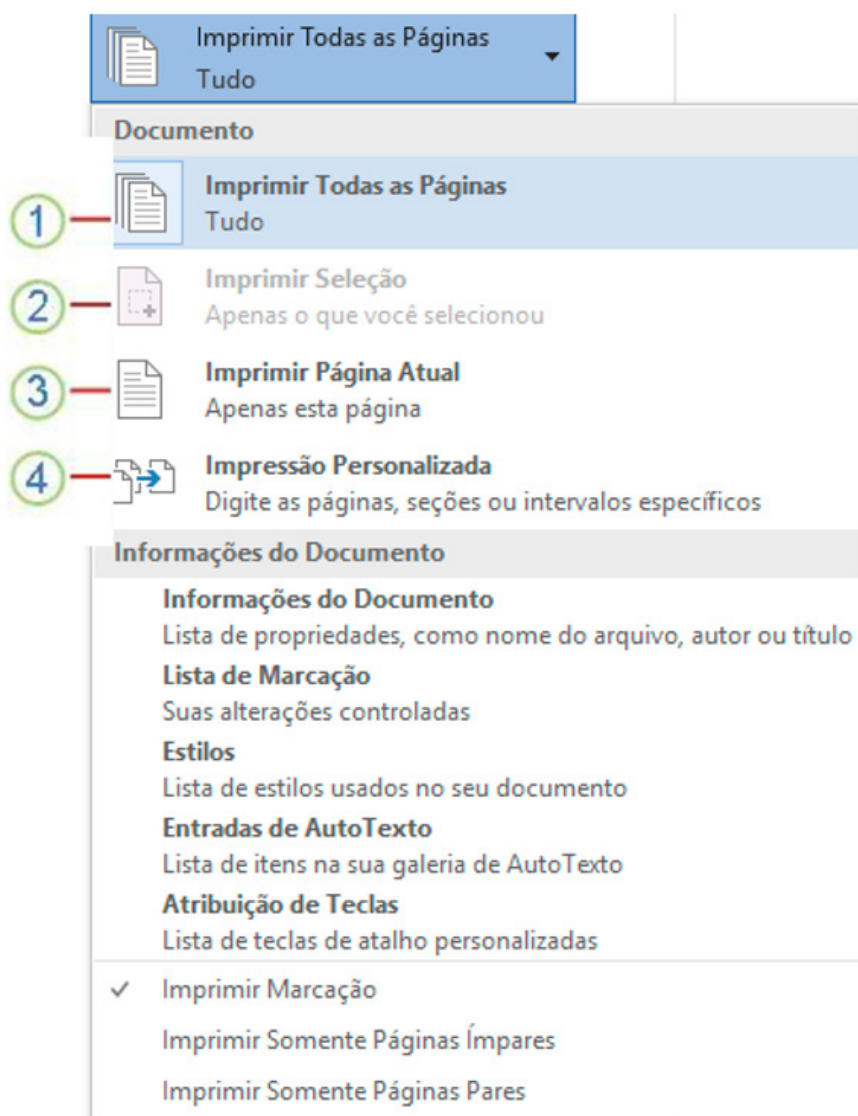 Imprimir Todas as Páginas
Tudo
Documento
1
Imprimir Todas as Páginas
Tudo
2
Imprimir Seleção
Apenas o que você selecionou
3
Imprimir Página Atual
Apenas esta página
4
Impressão Personalizada
Digite as páginas, seções ou intervalos específicos
Informações do Documento
Informações do Documento
Lista de propriedades, como nome do arquivo, autor ou título
Lista de Marcação
Suas alterações controladas
Estilos
Lista de estilos usados no seu documento
Entradas de AutoTexto
Lista de itens na sua galeria de AutoTexto
Atribuição de Teclas
Lista de teclas de atalho personalizadas
Imprimir Marcação
Imprimir Somente Páginas Ímpares
Imprimir Somente Páginas Pares